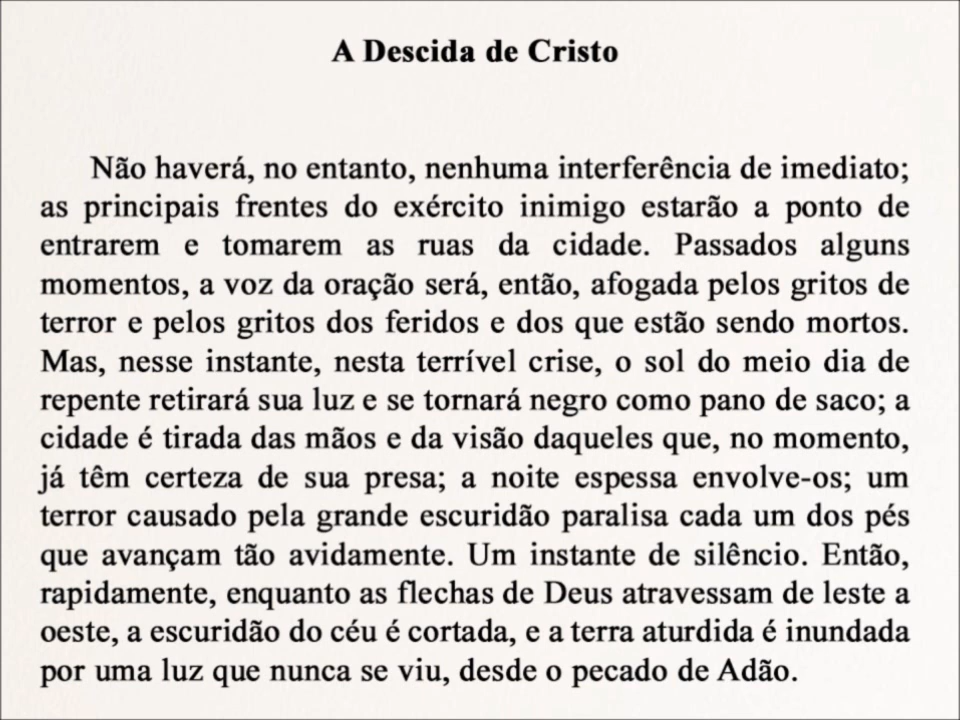 A Descida de Cristo
Não haverá, no entanto, nenhuma interferência de imediato;
as principais frentes do exército inimigo estarão a ponto de
entrarem e tomarem as ruas da cidade. Passados alguns
momentos, a voz da oração será, então, afogada pelos gritos de
terror e pelos gritos dos feridos e dos que estão sendo mortos.
Mas, nesse instante, nesta terrível crise, o sol do meio dia de
repente retirará sua luz e se tornará negro como pano de saco; a
cidade é tirada das mãos e da visão daqueles que, no momento,
já têm certeza de sua presa; a noite espessa envolve-os; um
terror causado pela grande escuridão paralisa cada um dos pés
que avançam tão avidamente. Um instante de silêncio. Então,
rapidamente, enquanto as flechas de Deus atravessam de leste a
oeste, a escuridão do céu é cortada, e a terra aturdida é inundada
por uma luz que nunca se viu, desde o pecado de Adão.